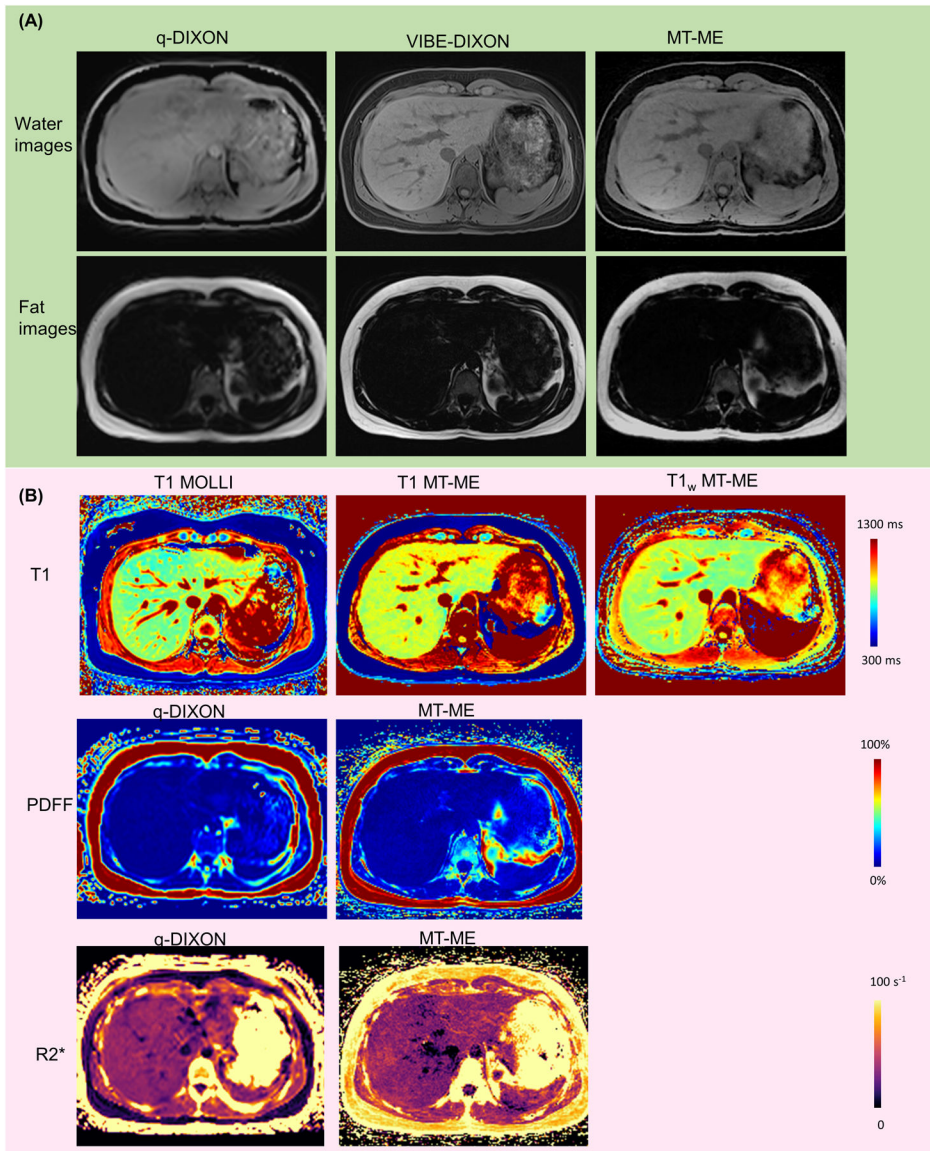 (A)
q-DIXON VIBE-DIXON MT-ME
Water
images
Fat
images
(B)
T1 MOLLI T1 MT-ME T1w MT-ME
T1
1300 ms
300 ms
q-DIXON MT-ME
PDFF
100%
0%
q-DIXON MT-ME
R2*
100 s-1
0